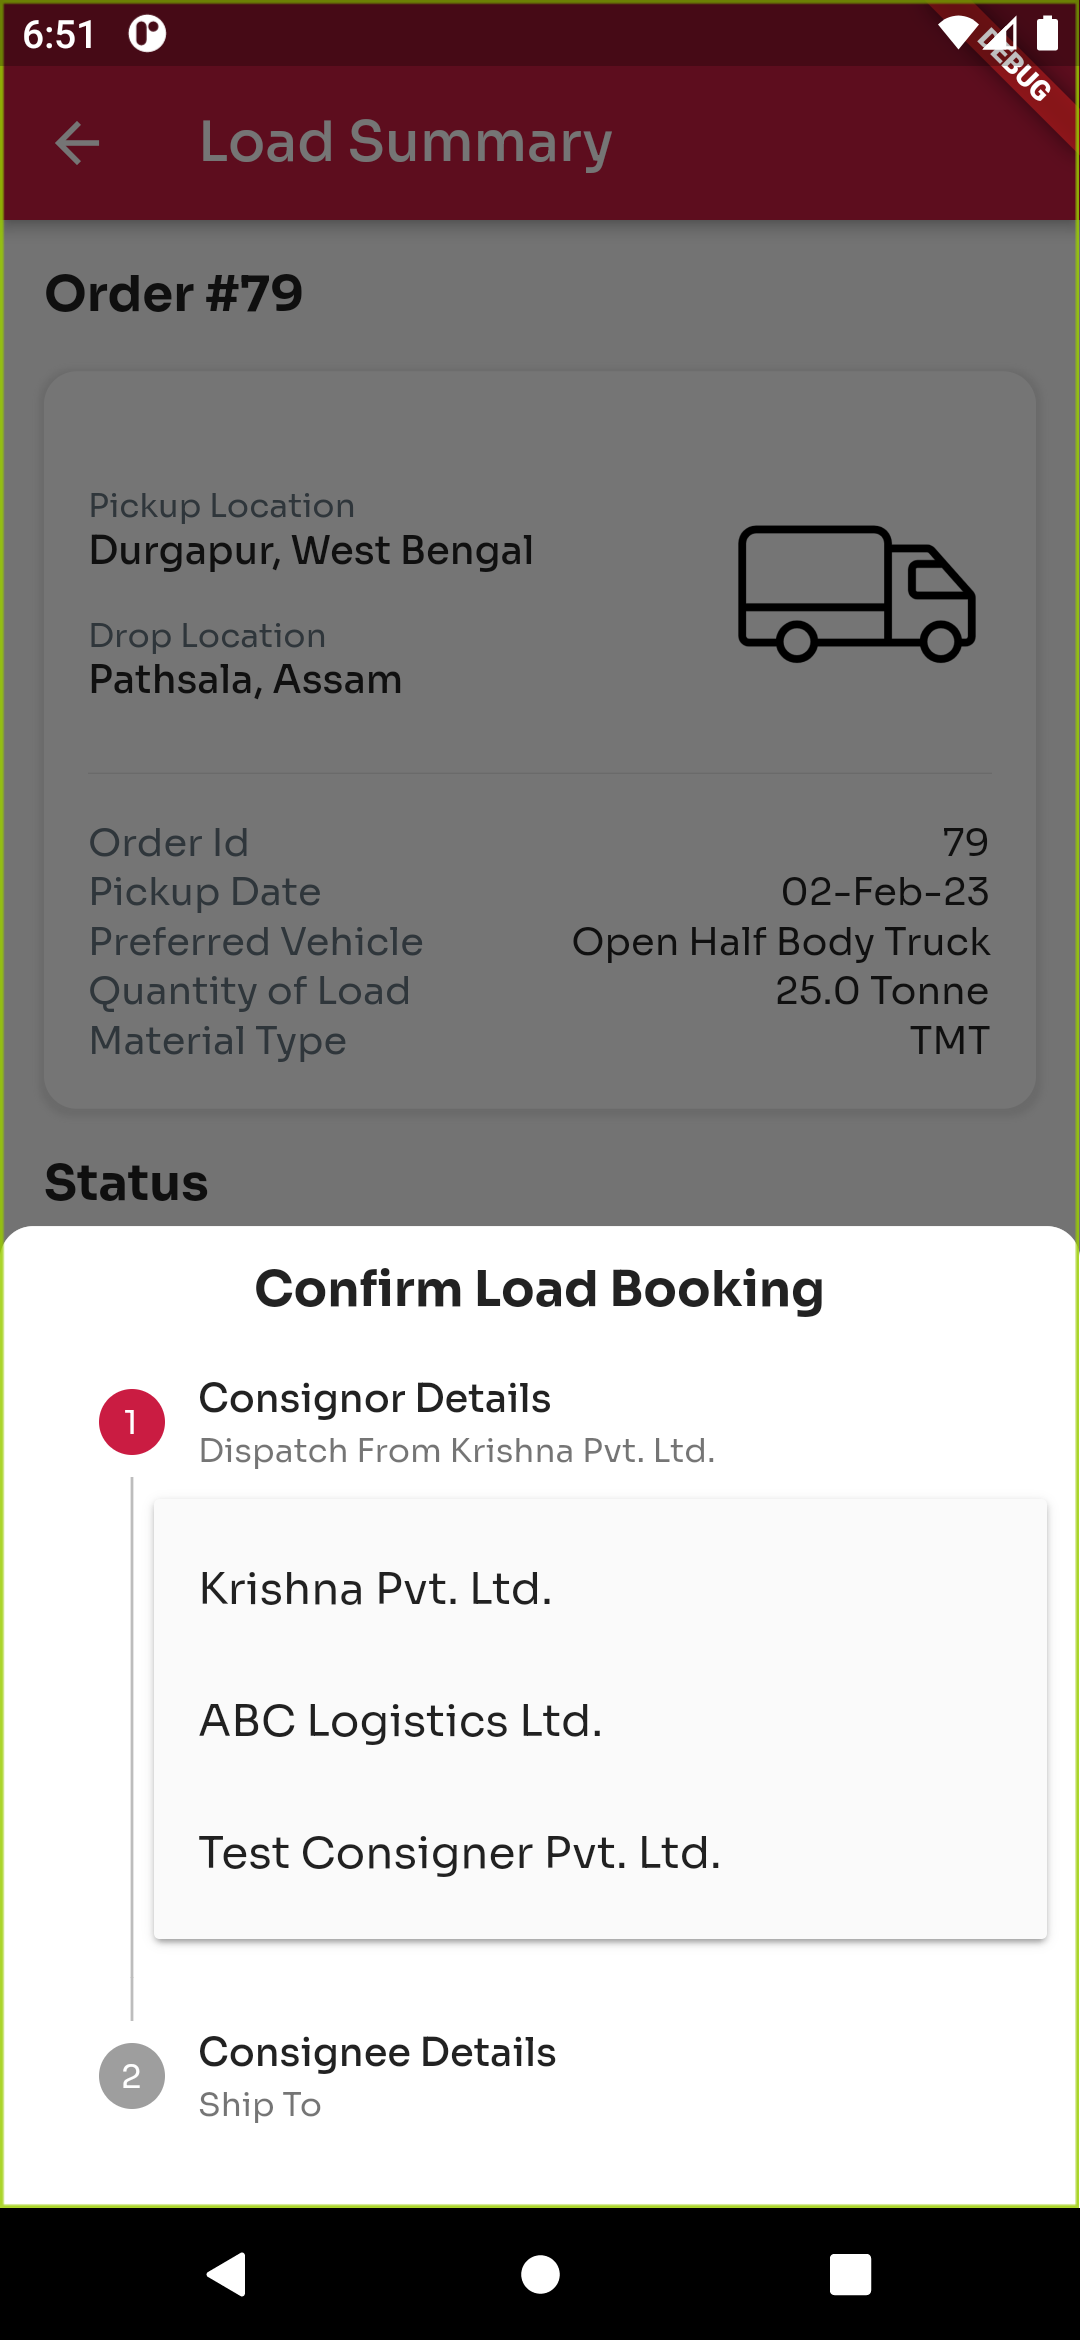 6:51
DEBUG
Load Summary
Order #79
Pickup Location
Durgapur, West Bengal
Drop Location
Pathsala, Assam
Order Id 79
Pickup Date 02-Feb-23
Preferred Vehicle Open Half Body Truck
Quantity of Load 25.0 Tonne
Material Type TMT
Status
Confirm Load Booking
1 Consignor Details
Dispatch From Krishna Pvt. Ltd.
Krishna Pvt. Ltd.
ABC Logistics Ltd.
Test Consigner Pvt. Ltd.
2 Consignee Details
Ship To